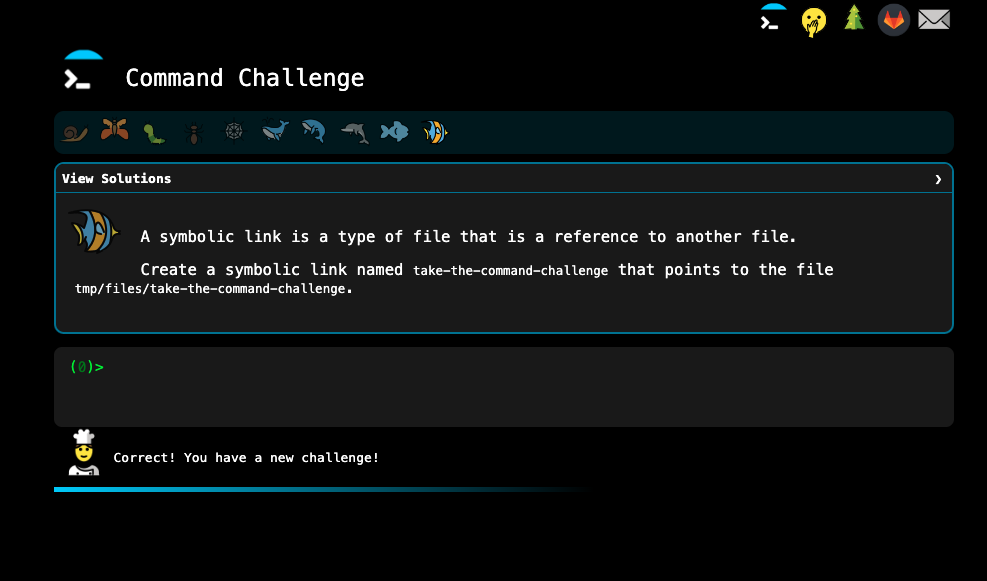 Command Challenge
View Solutions ❯
A symbolic link is a type of file that is a reference to another file.
Create a symbolic link named take-the-command-challenge that points to the file
tmp/files/take-the-command-challenge.
(0)>
Correct! You have a new challenge!